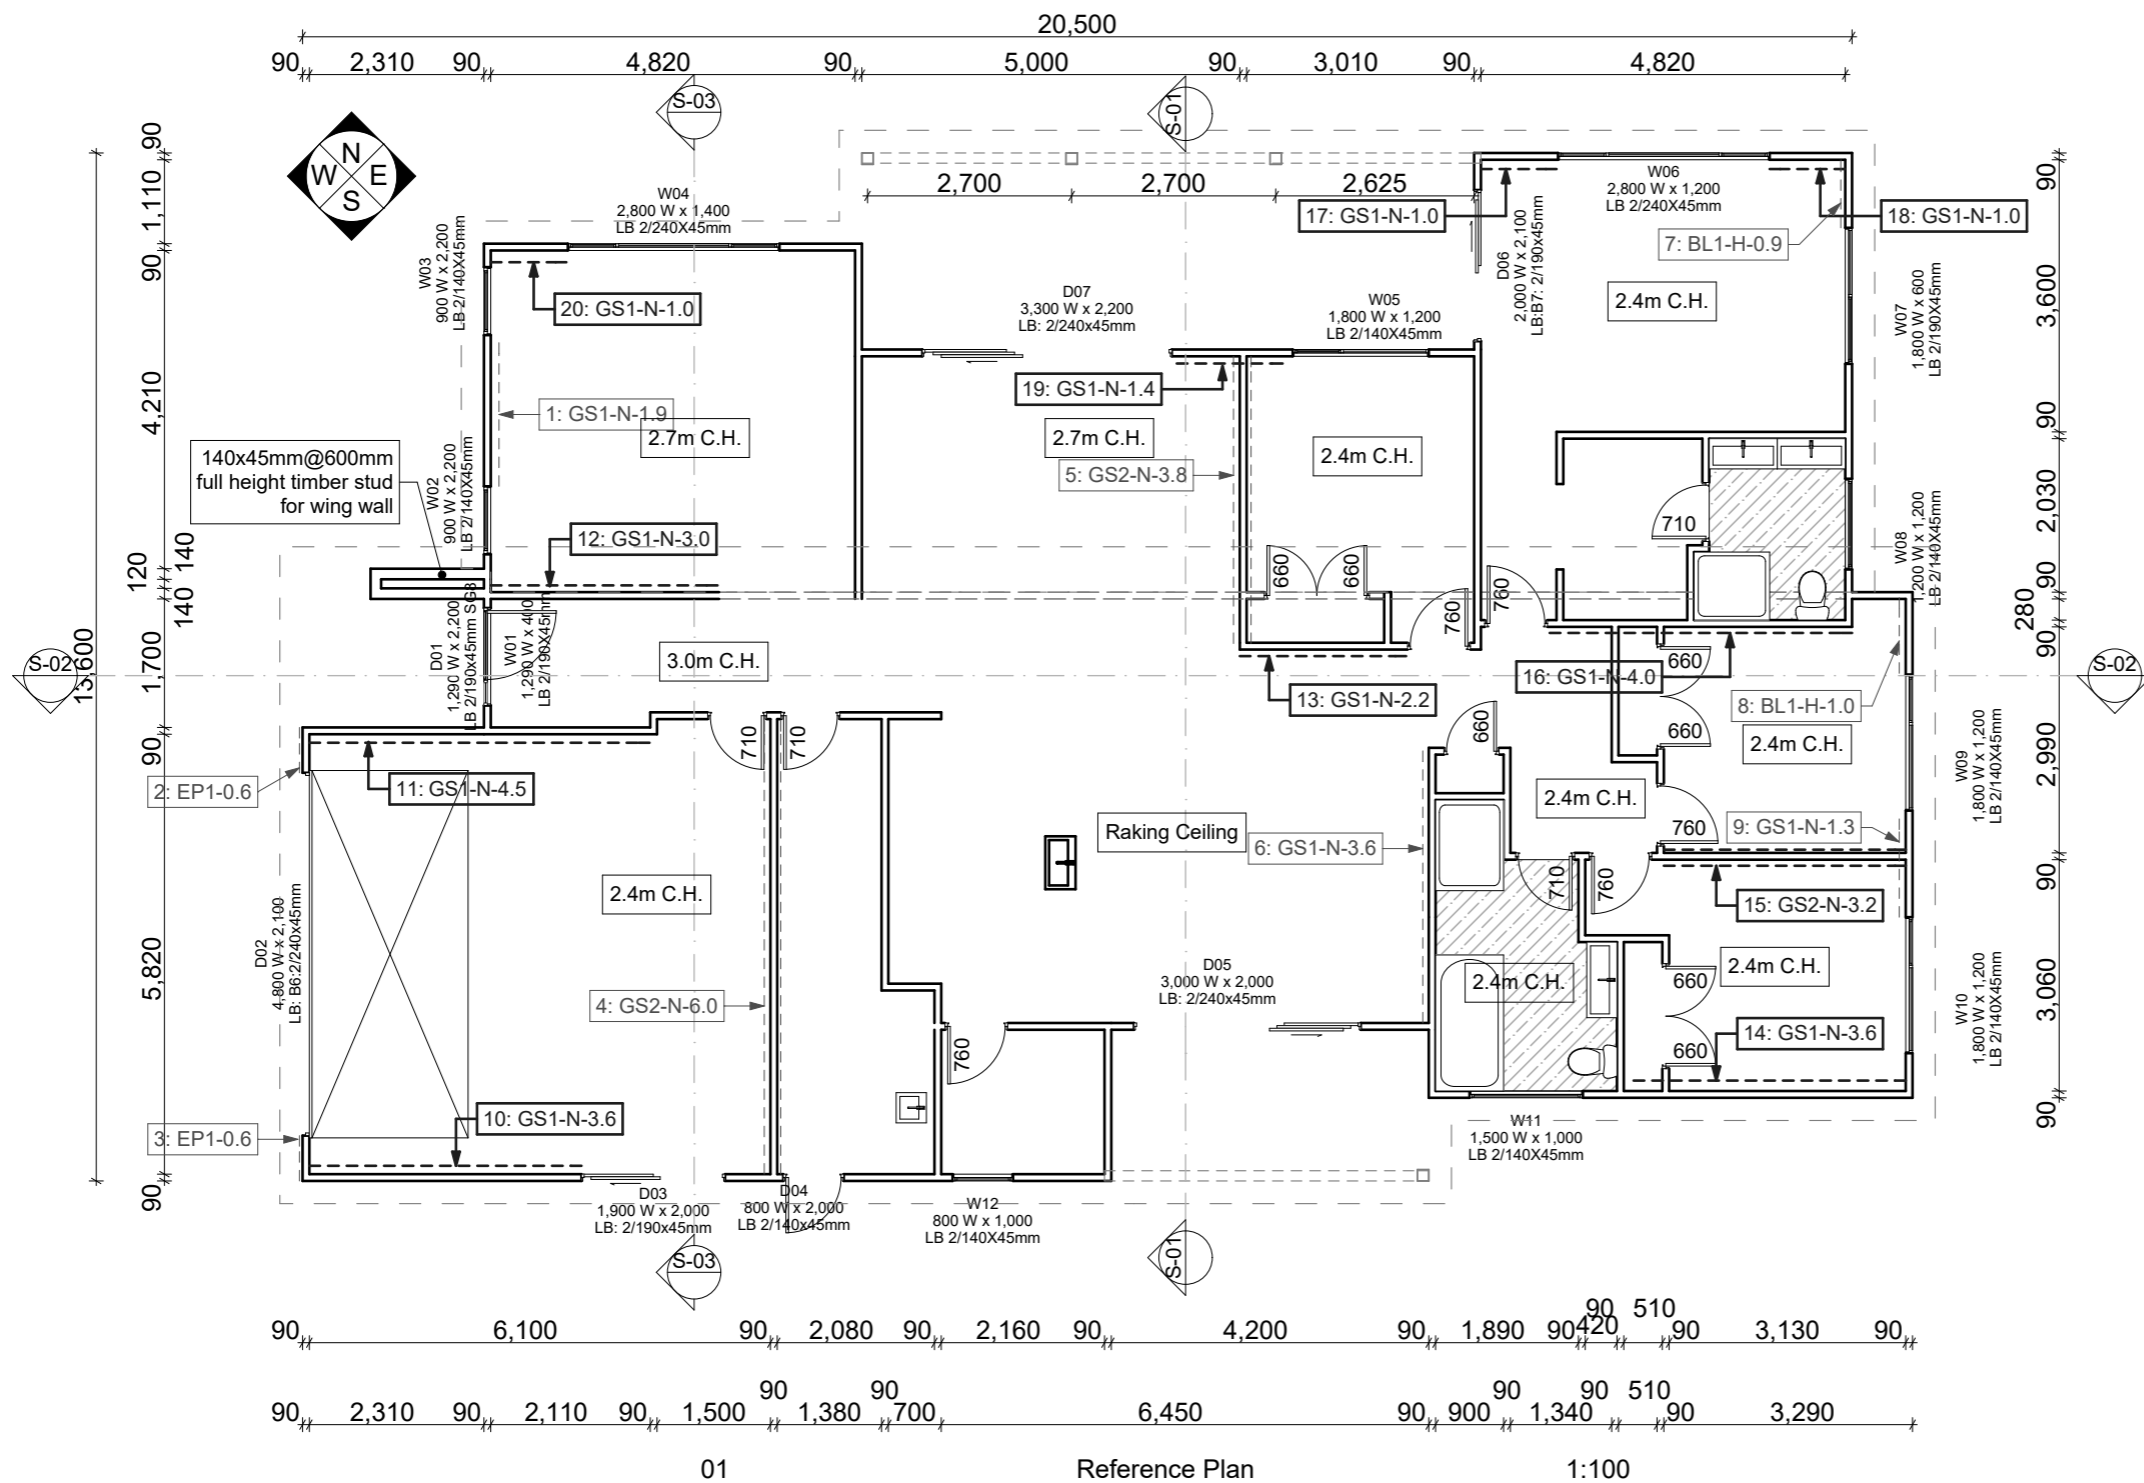 20,500
90 2,310 90 4,820 90 5,000 90 3,010 90 4,820
S-03
S-01
N
W E
S
90
1,110
90
4,210
140
120
140
1,700
90
5,820
90
13,600
W04
2,800 W x 1,400
LB 2/240X45mm
2,700 2,700 2,625
W06
2,800 W x 1,200
LB 2/240X45mm
17: GS1-N-1.0
18: GS1-N-1.0
7: BL1-H-0.9
W03
900 W x 2,200
LB 2/140X45mm
D06
2,000 W x 2,100
LB:B7: 2/190x45mm
20: GS1-N-1.0
D07
3,300 W x 2,200
LB: 2/240x45mm
W05
1,800 W x 1,200
LB 2/140X45mm
2.4m C.H.
W07
1,800 W x 600
LB 2/190X45mm
90
3,600
90
2,030
90
280
90
2,990
90
3,060
90
19: GS1-N-1.4
1: GS1-N-1.9
2.7m C.H.
2.7m C.H.
2.4m C.H.
5: GS2-N-3.8
140x45mm@600mm
full height timber stud
for wing wall
W02
900 W x 2,200
LB 2/140X45mm
12: GS1-N-3.0
710
660
660
760
760
W08
1,200 W x 1,200
LB 2/140X45mm
D01
1,290 W x 2,200
LB 2/190x45mm SG8
W01
1,290 W x 400
LB 2/190X45mm
3.0m C.H.
S-02
S-02
13: GS1-N-2.2
16: GS1-N-4.0
660
660
8: BL1-H-1.0
2.4m C.H.
710
710
660
2: EP1-0.6
11: GS1-N-4.5
2.4m C.H.
W09
1,800 W x 1,200
LB 2/140X45mm
Raking Ceiling
6: GS1-N-3.6
760
9: GS1-N-1.3
2.4m C.H.
710
760
15: GS2-N-3.2
D02
4,800 W x 2,100
LB: B6:2/240x45mm
2.4m C.H.
2.4m C.H.
660
D05
3,000 W x 2,000
LB: 2/240x45mm
4: GS2-N-6.0
W10
1,800 W x 1,200
LB 2/140X45mm
14: GS1-N-3.6
660
760
10: GS1-N-3.6
3: EP1-0.6
W11
1,500 W x 1,000
LB 2/140X45mm
D03
1,900 W x 2,000
LB: 2/190x45mm
D04
800 W x 2,000
LB 2/140x45mm
W12
800 W x 1,000
LB 2/140X45mm
S-03
S-01
90 6,100 90 2,080 90 2,160 90 4,200 90 1,890 90 420 90 510 90 3,130 90
90 2,310 90 2,110 90 1,500 90 1,380 90 700 6,450 90 900 90 1,340 90 510 90 3,290
01 Reference Plan 1:100